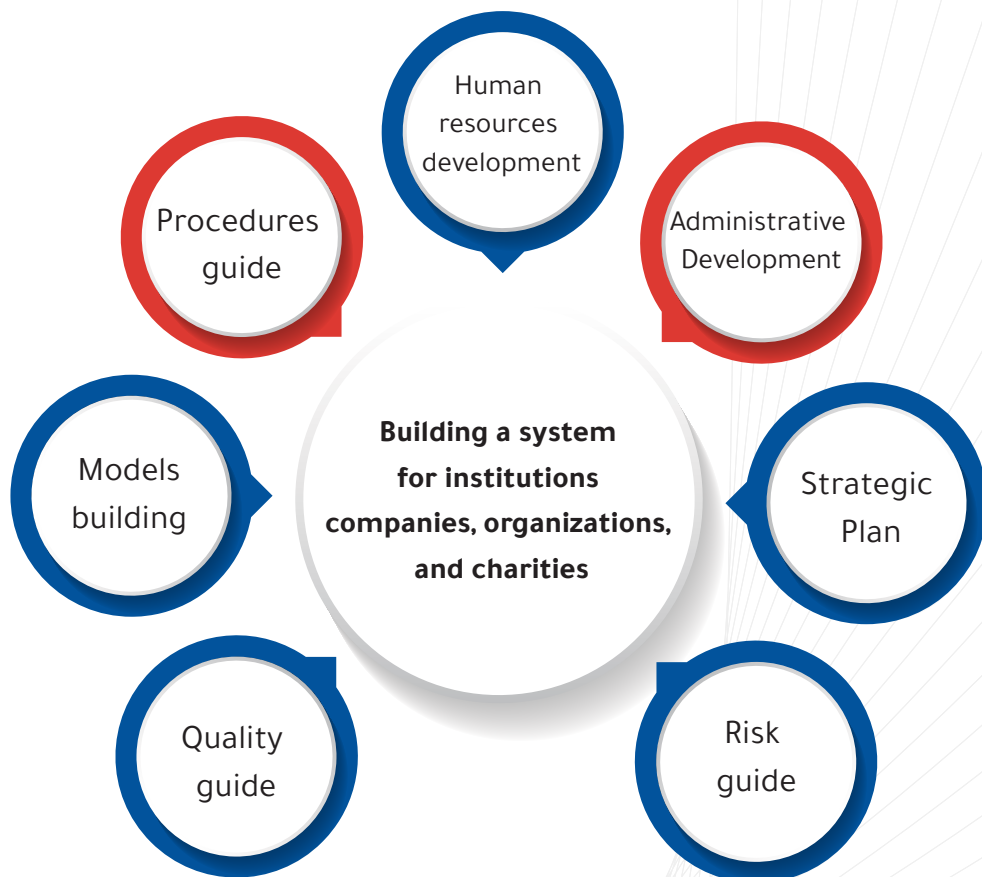 Human
resources
development
Procedures
guide
Administrative
Development
Building a system
for institutions
companies, organizations,
and charities
Models
building
Strategic
Plan
Quality
guide
Risk
guide